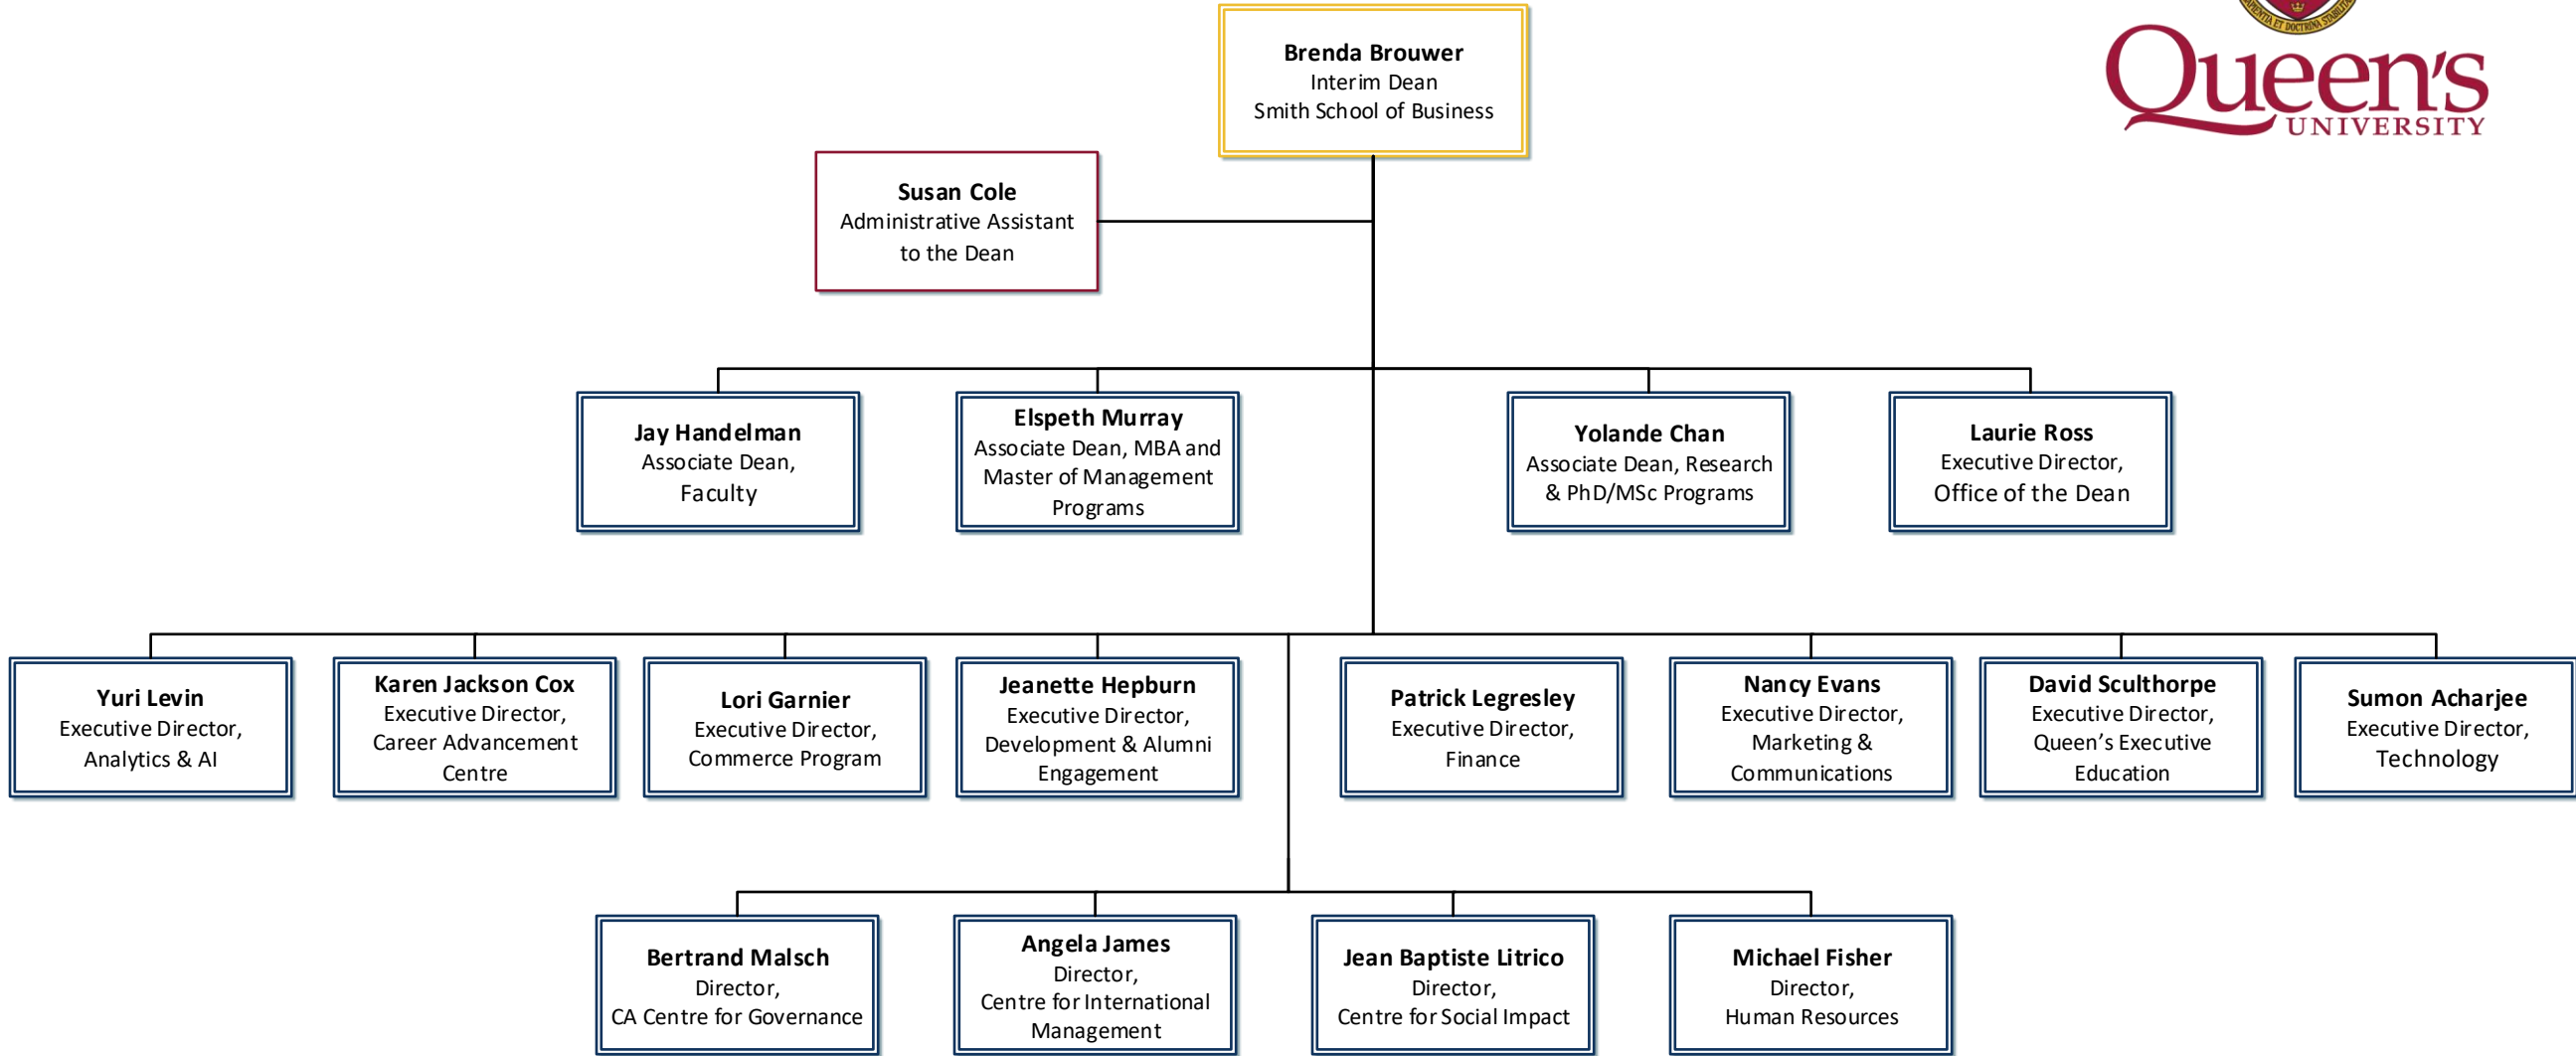 Brenda Brouwer
Interim Dean
Smith School of Business
Queen's
UNIVERSITY
Susan Cole
Administrative Assistant
to the Dean
Jay Handelman
Associate Dean,
Faculty
Elspeth Murray
Associate Dean, MBA and
Master of Management
Programs
Yolande Chan
Associate Dean, Research
& PhD/MSc Programs
Laurie Ross
Executive Director,
Office of the Dean
Yuri Levin
Executive Director,
Analytics & AI
Karen Jackson Cox
Executive Director,
Career Advancement
Centre
Lori Garnier
Executive Director,
Commerce Program
Jeanette Hepburn
Executive Director,
Development & Alumni
Engagement
Patrick Legresley
Executive Director,
Finance
Nancy Evans
Executive Director,
Marketing &
Communications
David Sculthorpe
Executive Director,
Queen’s Executive
Education
Sumon Acharjee
Executive Director,
Technology
Bertrand Malsch
Director,
CA Centre for Governance
Angela James
Director,
Centre for International
Management
Jean Baptiste Litrico
Director,
Centre for Social Impact
Michael Fisher
Director,
Human Resources